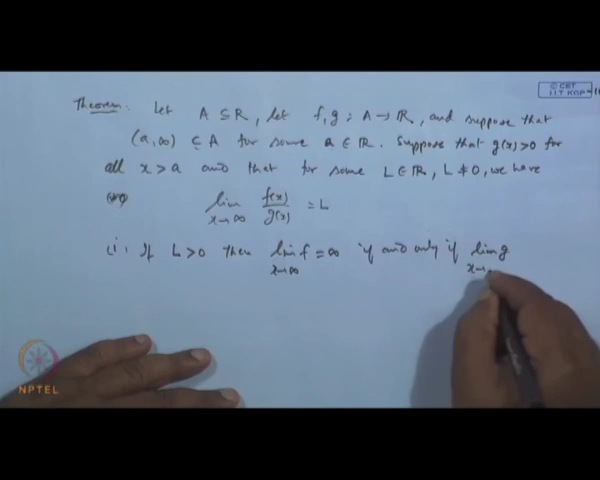 Theorem. Let A ⊆ R, let f, g : A → R, and suppose that
(a, ∞) ⊆ A for some a ∈ R. Suppose that g(x) > 0 for
all x > a and that for some L ∈ R, L ≠ 0, we have
lim x→∞ f(x)/g(x) = L
(i) If L > 0 then lim x→∞ f = ∞ if and only if lim x→ g
© CET
I.I.T. KGP
NPTEL